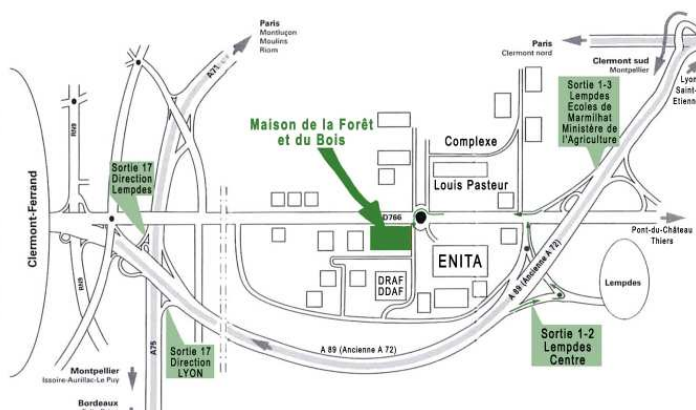 Paris
Montluçon
Moulins
Riom
A71
Paris
Clermont nord
Clermont sud
Montpellier
Lyon
Saint-
Etienne
Sortie 1-3
Lempdes
Ecoles de
Marmilhat
Ministère de
l'Agriculture
RN9
Maison de la Forêt
et du Bois
Complexe
Louis Pasteur
Sortie 17
Direction
Lempdes
Clermont-Ferrand
D766
Pont-du-Château
Thiers
ENITA
DRAF
DDAF
A 89 (Ancienne A 72)
Lempdes
RN9
A75
Sortie 17
Direction
LYON
A 89 (Ancienne A 72)
Sortie 1-2
Lempdes
Centre
Montpellier
Issoire-Aurillac-Le Puy
Bordeaux